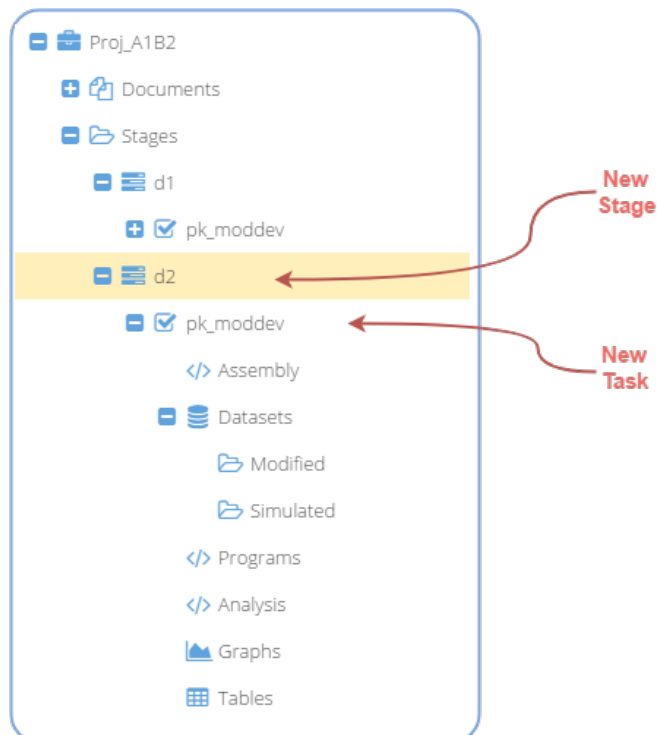 Proj_A1B2
Documents
Stages
d1
pk_moddev
New
Stage
d2
pk_moddev
New
Task
Assembly
Datasets
Modified
Simulated
Programs
Analysis
Graphs
Tables